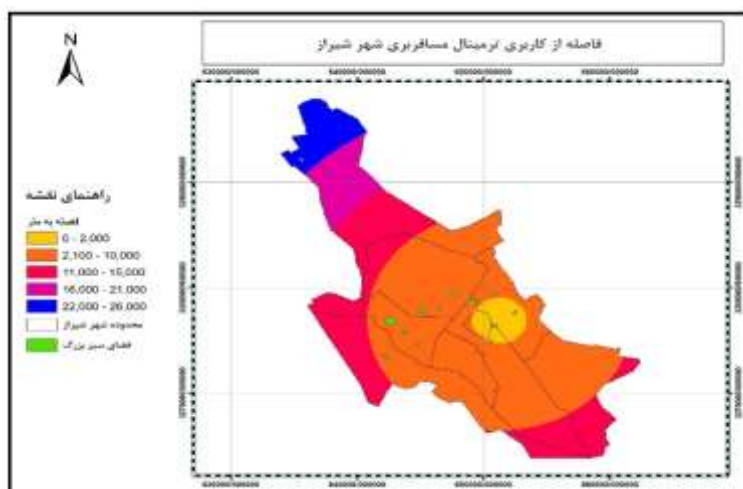 N
فاصله از کاربری ترمینال مسافربری شهر شیراز
راهنمای نقشه
فاصله به متر
0 - 2,000
2,100 - 10,000
11,000 - 15,000
16,000 - 21,000
22,000 - 26,000
محدوده شهر شیراز
فضای سبز بزرگ